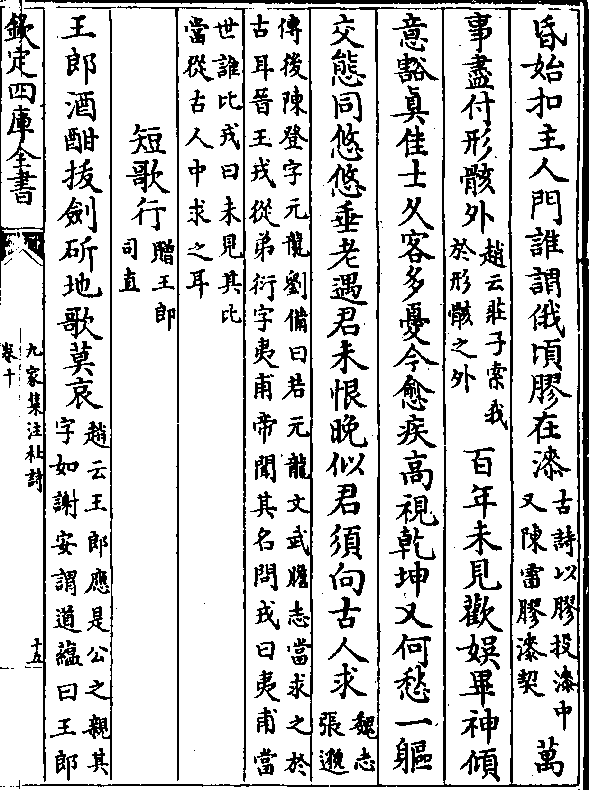 昏始扣主人門誰謂俄頃膠在漆古詩以膠投漆中又陳雷膠漆契萬
事盡付形骸外趙云莊子索我於形骸之外百年未見歡娯畢神傾
意豁真佳士久客多憂今愈疾高視乾坤又何愁一軀
交態同悠悠垂老遇君未恨晚似君須向古人求魏志張邈
傳後陳登字元龍劉備曰若元龍文武膽志當求之於
古耳晉王戎從弟衍字夷甫帝聞其名問戎曰夷甫當
世誰比戎曰未見其比
當從古人中求之耳
短歌行贈王郎司直
王郎酒酣拔劍斫地歌莫哀趙云王郎應是公之親其字如謝安謂道藴曰王郎
欽定四庫全書
九家集注杜詩
卷十
十五